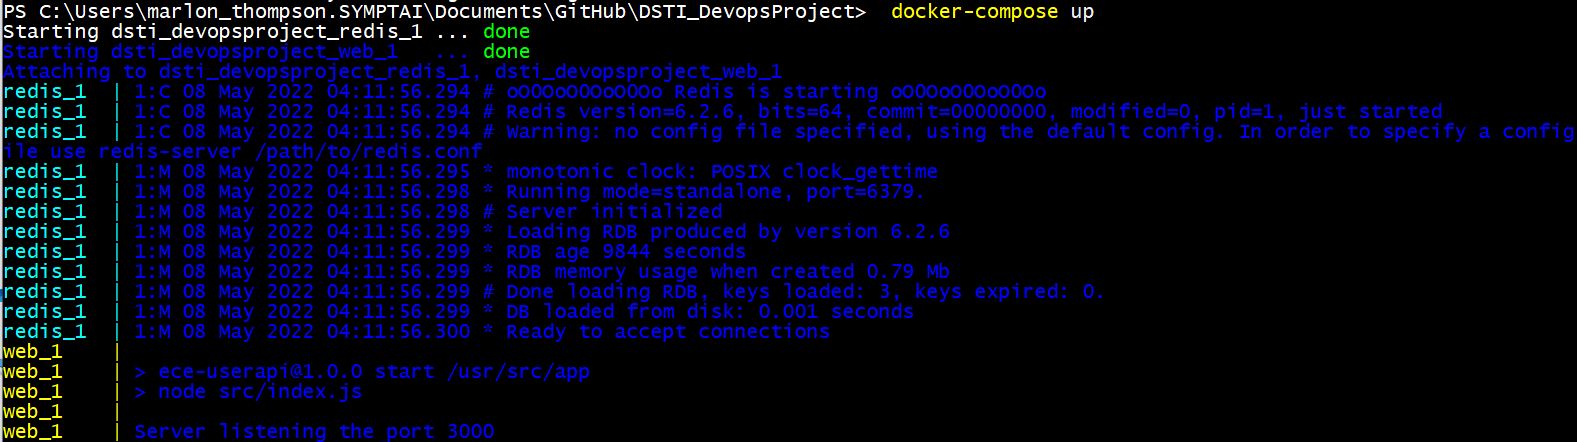 PS C:\Users\marlon_thompson.SYMPTAI\Documents\GitHub\DSTI_DevopsProject>  docker-compose up
Starting dsti_devopsproject_redis_1 ... done
Starting dsti_devopsproject_web_1   ... done
Attaching to dsti_devopsproject_redis_1, dsti_devopsproject_web_1
redis_1  | 1:C 08 May 2022 04:11:56.294 # oO0OoO0OoO0Oo Redis is starting oO0OoO0OoO0Oo
redis_1  | 1:C 08 May 2022 04:11:56.294 # Redis version=6.2.6, bits=64, commit=00000000, modified=0, pid=1, just started
redis_1  | 1:C 08 May 2022 04:11:56.294 # Warning: no config file specified, using the default config. In order to specify a config
ile use redis-server /path/to/redis.conf
redis_1  | 1:M 08 May 2022 04:11:56.295 * monotonic clock: POSIX clock_gettime
redis_1  | 1:M 08 May 2022 04:11:56.298 * Running mode=standalone, port=6379.
redis_1  | 1:M 08 May 2022 04:11:56.298 # Server initialized
redis_1  | 1:M 08 May 2022 04:11:56.299 * Loading RDB produced by version 6.2.6
redis_1  | 1:M 08 May 2022 04:11:56.299 * RDB age 9844 seconds
redis_1  | 1:M 08 May 2022 04:11:56.299 * RDB memory usage when created 0.79 Mb
redis_1  | 1:M 08 May 2022 04:11:56.299 # Done loading RDB, keys loaded: 3, keys expired: 0.
redis_1  | 1:M 08 May 2022 04:11:56.299 * DB loaded from disk: 0.001 seconds
redis_1  | 1:M 08 May 2022 04:11:56.300 * Ready to accept connections
web_1    |
web_1    | > ece-userapi@1.0.0 start /usr/src/app
web_1    | > node src/index.js
web_1    |
web_1    | Server listening the port 3000